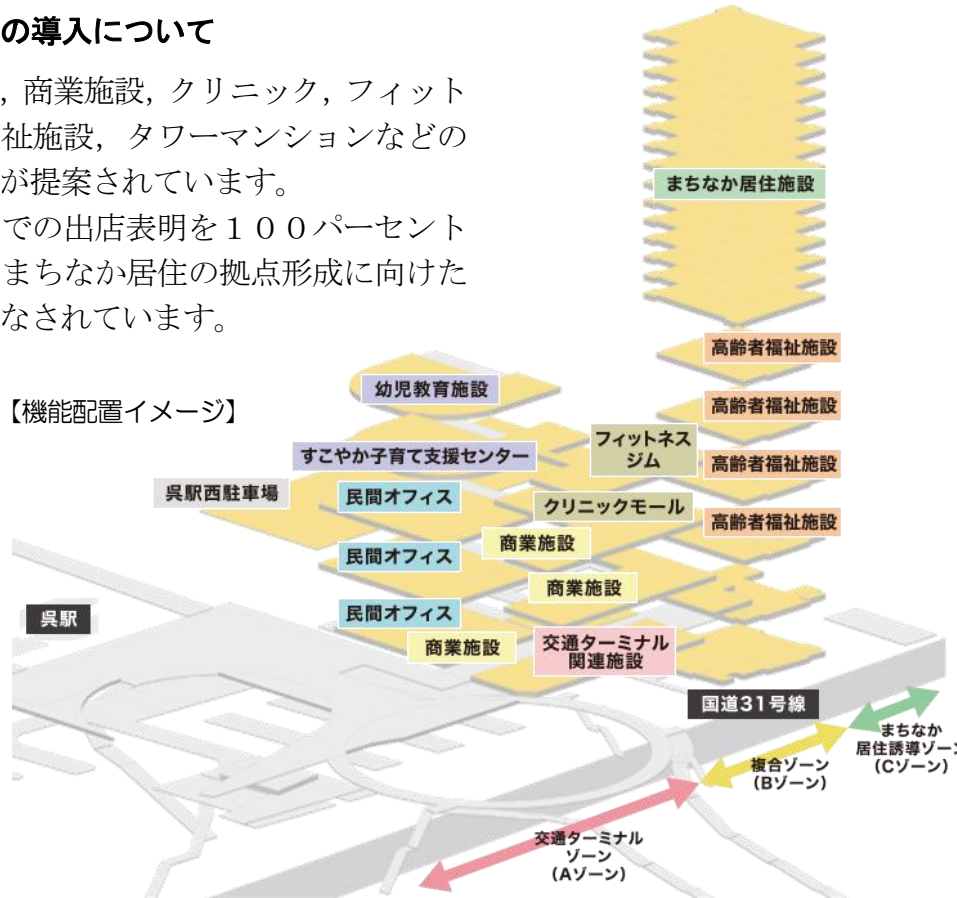 の導入について
，商業施設，クリニック，フィット
祉施設，タワーマンションなどの
が提案されています。
での出店表明を１００パーセント
まちなか居住の拠点形成に向けた
なされています。
【機能配置イメージ】
まちなか居住施設
高齢者福祉施設
幼児教育施設
高齢者福祉施設
フィットネス
ジム
すこやか子育て支援センター
高齢者福祉施設
呉駅西駐車場
民間オフィス
クリニックモール
高齢者福祉施設
商業施設
民間オフィス
商業施設
呉駅
民間オフィス
商業施設
交通ターミナル
関連施設
国道31号線
まちなか
居住誘導ゾーン
（Cゾーン）
複合ゾーン
（Bゾーン）
交通ターミナル
ゾーン
（Aゾーン）